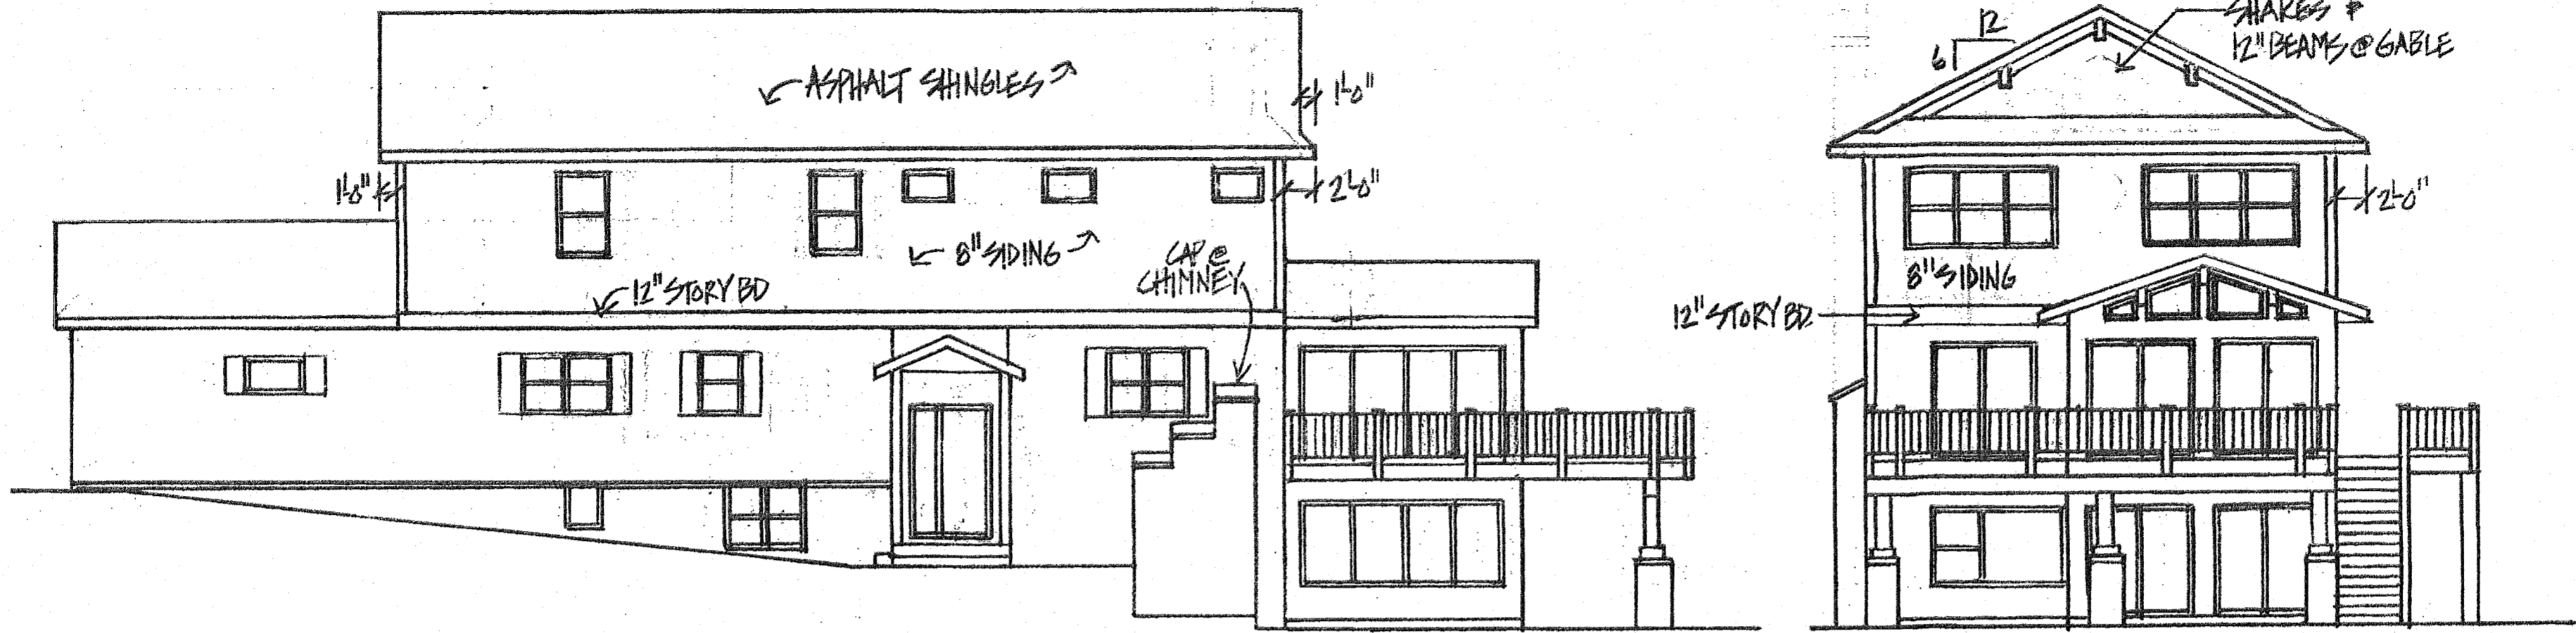 ASPHALT SHINGLES
1'-0"
1'-0"
2'-0"
8" SIDING
CAP @
CHIMNEY
12" STORY BD
12
6
SHAKES &
12" BEAMS @ GABLE
2'-0"
8" SIDING
12" STORY BD